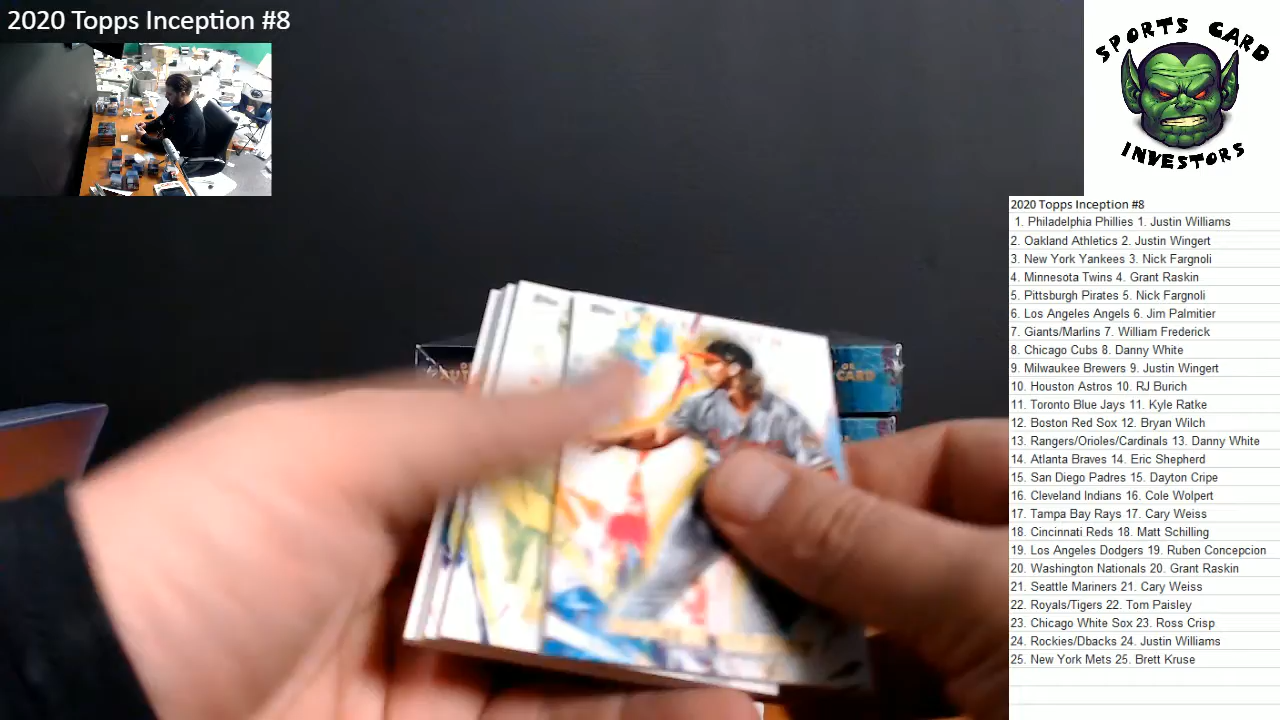 2020 Topps Inception #8
SPORTS CARD
INVESTORS
2020 Topps Inception #8
1. Philadelphia Phillies 1. Justin Williams
2. Oakland Athletics 2. Justin Wingert
3. New York Yankees 3. Nick Fargnoli
4. Minnesota Twins 4. Grant Raskin
5. Pittsburgh Pirates 5. Nick Fargnoli
6. Los Angeles Angels 6. Jim Palmitier
7. Giants/Marlins 7. William Frederick
8. Chicago Cubs 8. Danny White
9. Milwaukee Brewers 9. Justin Wingert
10. Houston Astros 10. RJ Burich
11. Toronto Blue Jays 11. Kyle Ratke
12. Boston Red Sox 12. Bryan Wilch
13. Rangers/Orioles/Cardinals 13. Danny White
14. Atlanta Braves 14. Eric Shepherd
15. San Diego Padres 15. Dayton Cripe
16. Cleveland Indians 16. Cole Wolpert
17. Tampa Bay Rays 17. Cary Weiss
18. Cincinnati Reds 18. Matt Schilling
19. Los Angeles Dodgers 19. Ruben Concepcion
20. Washington Nationals 20. Grant Raskin
21. Seattle Mariners 21. Cary Weiss
22. Royals/Tigers 22. Tom Paisley
23. Chicago White Sox 23. Ross Crisp
24. Rockies/Dbacks 24. Justin Williams
25. New York Mets 25. Brett Kruse
CARD